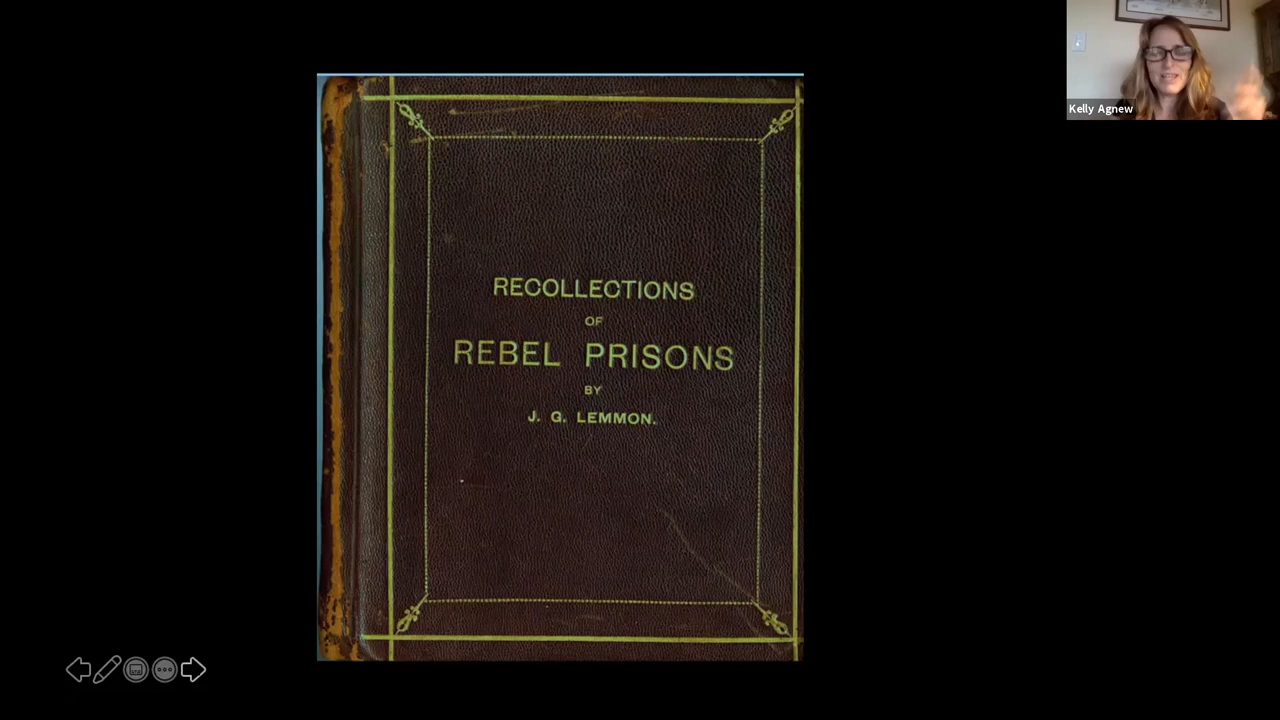 RECOLLECTIONS
OF
REBEL PRISONS
BY
J. G. LEMMON.
Kelly Agnew